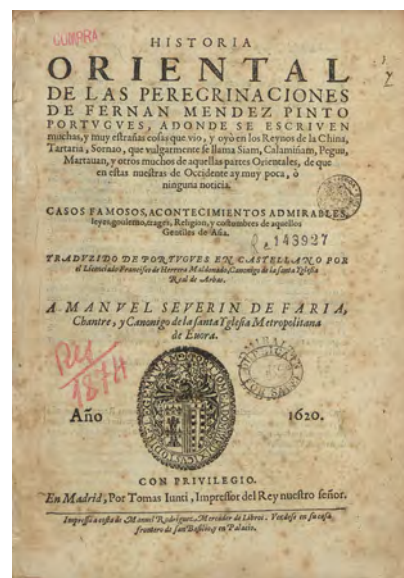 COMPRA
HISTORIA
ORIENTAL
DE LAS PEREGRINACIONES
DE FERNAN MENDEZ PINTO
PORTVGVES, ADONDE SE ESCRIVEN
muchas, y muy estrañas cosas que vio, y oyò en los Reynos de la China,
Tartaria, Sornao, que vulgarmente se llama Siam, Calamiñam, Peguu,
Martauan, y otros muchos de aquellas partes Orientales, de que
en estas nuestras de Occidente ay muy poca, ò
ninguna noticia.
CASOS FAMOSOS, ACONTECIMIENTOS ADMIRABLES,
leyes, gouierno, trages, Religion, y costumbres de aquellos
Gentiles de Asia.
R 143927
TRADVZIDO DE PORTVGVES EN CASTELLANO POR
el Licenciado Francisco de Herrera Maldonado, Canonigo de la santa Yglesia
Real de Arbas.
A MANVEL SEVERIN DE FARIA,
Chantre, y Canonigo de la santa Yglesia Metropolitana
de Euora.
Res
1874
Año 1620.
CON PRIVILEGIO.
En Madrid, Por Tomas Iunti, Impressor del Rey nuestro señor.
Impressa a costa de Manuel Rodriguez, Mercader de Libros. Vendese en su casa
frontero de san en Palacio.